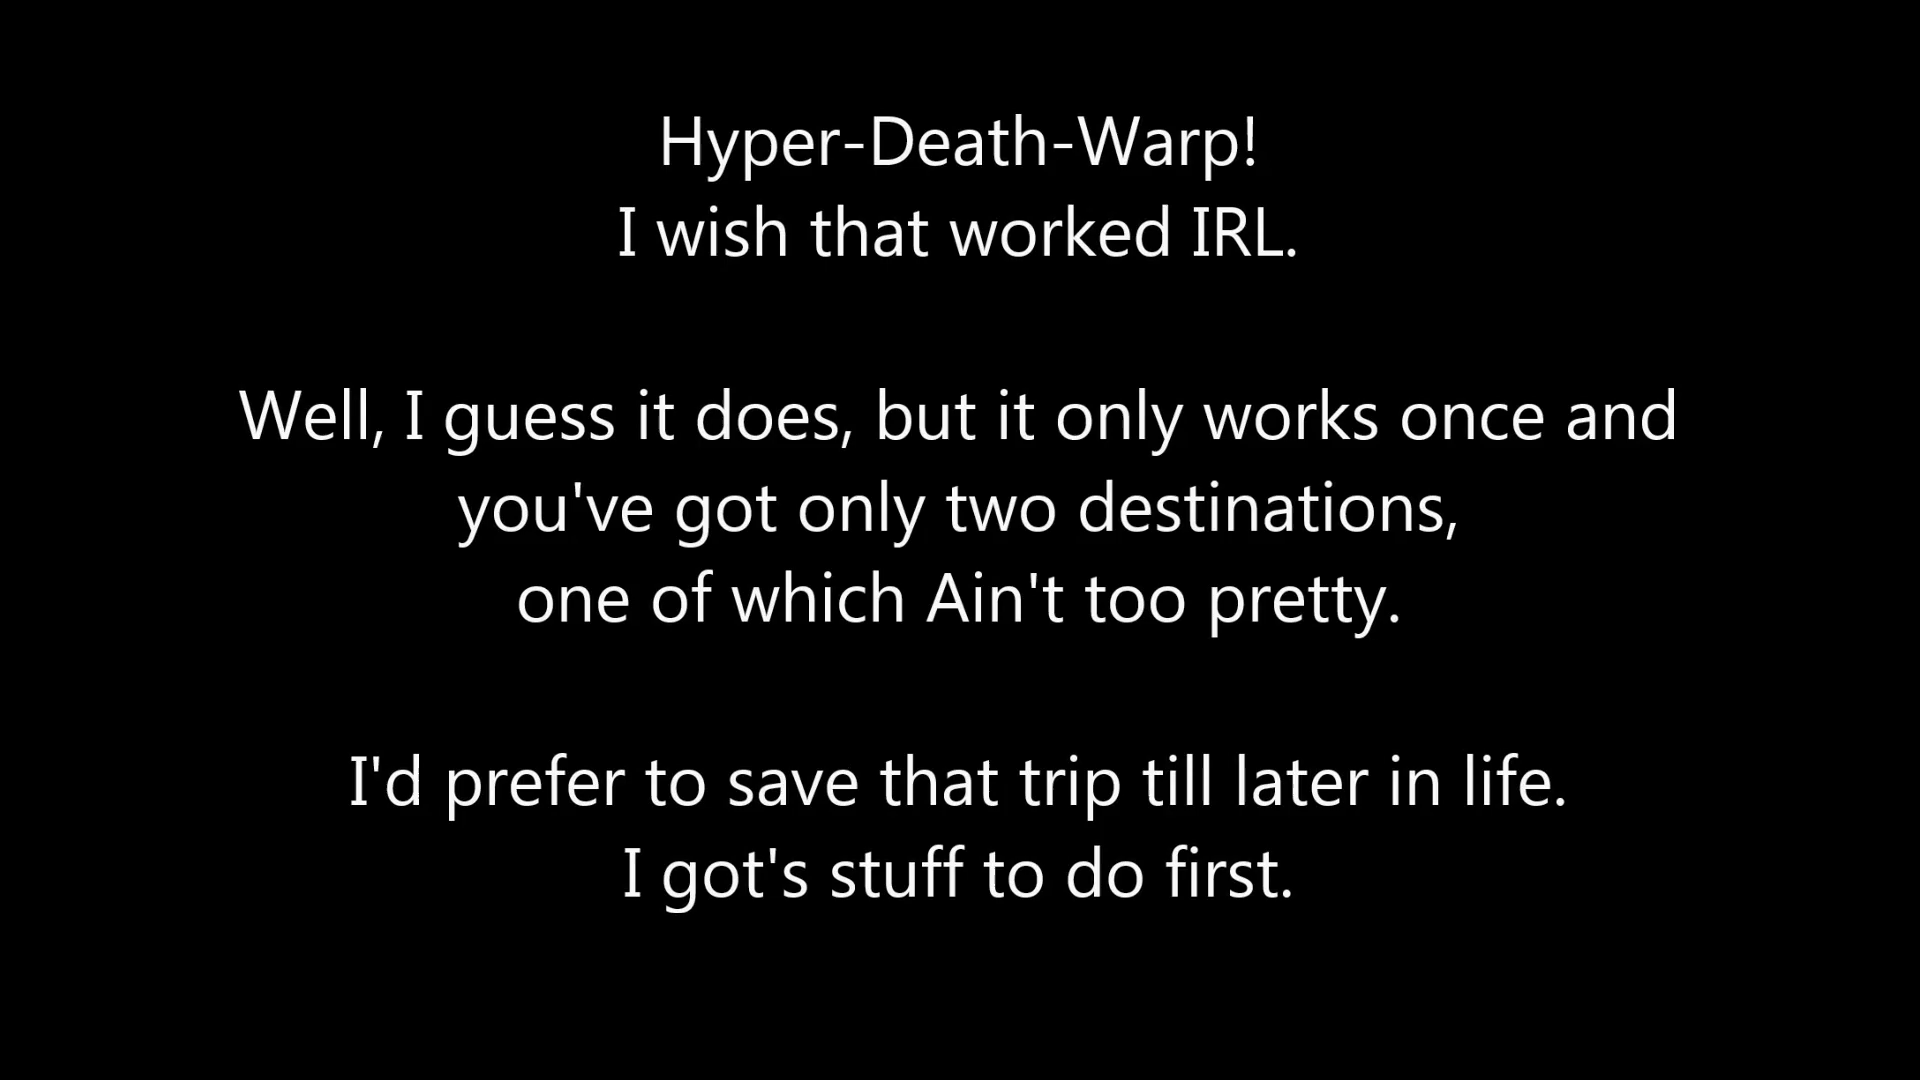 Hyper-Death-Warp!
I wish that worked IRL.
Well, I guess it does, but it only works once and
you've got only two destinations,
one of which Ain't too pretty.
I'd prefer to save that trip till later in life.
I got's stuff to do first.